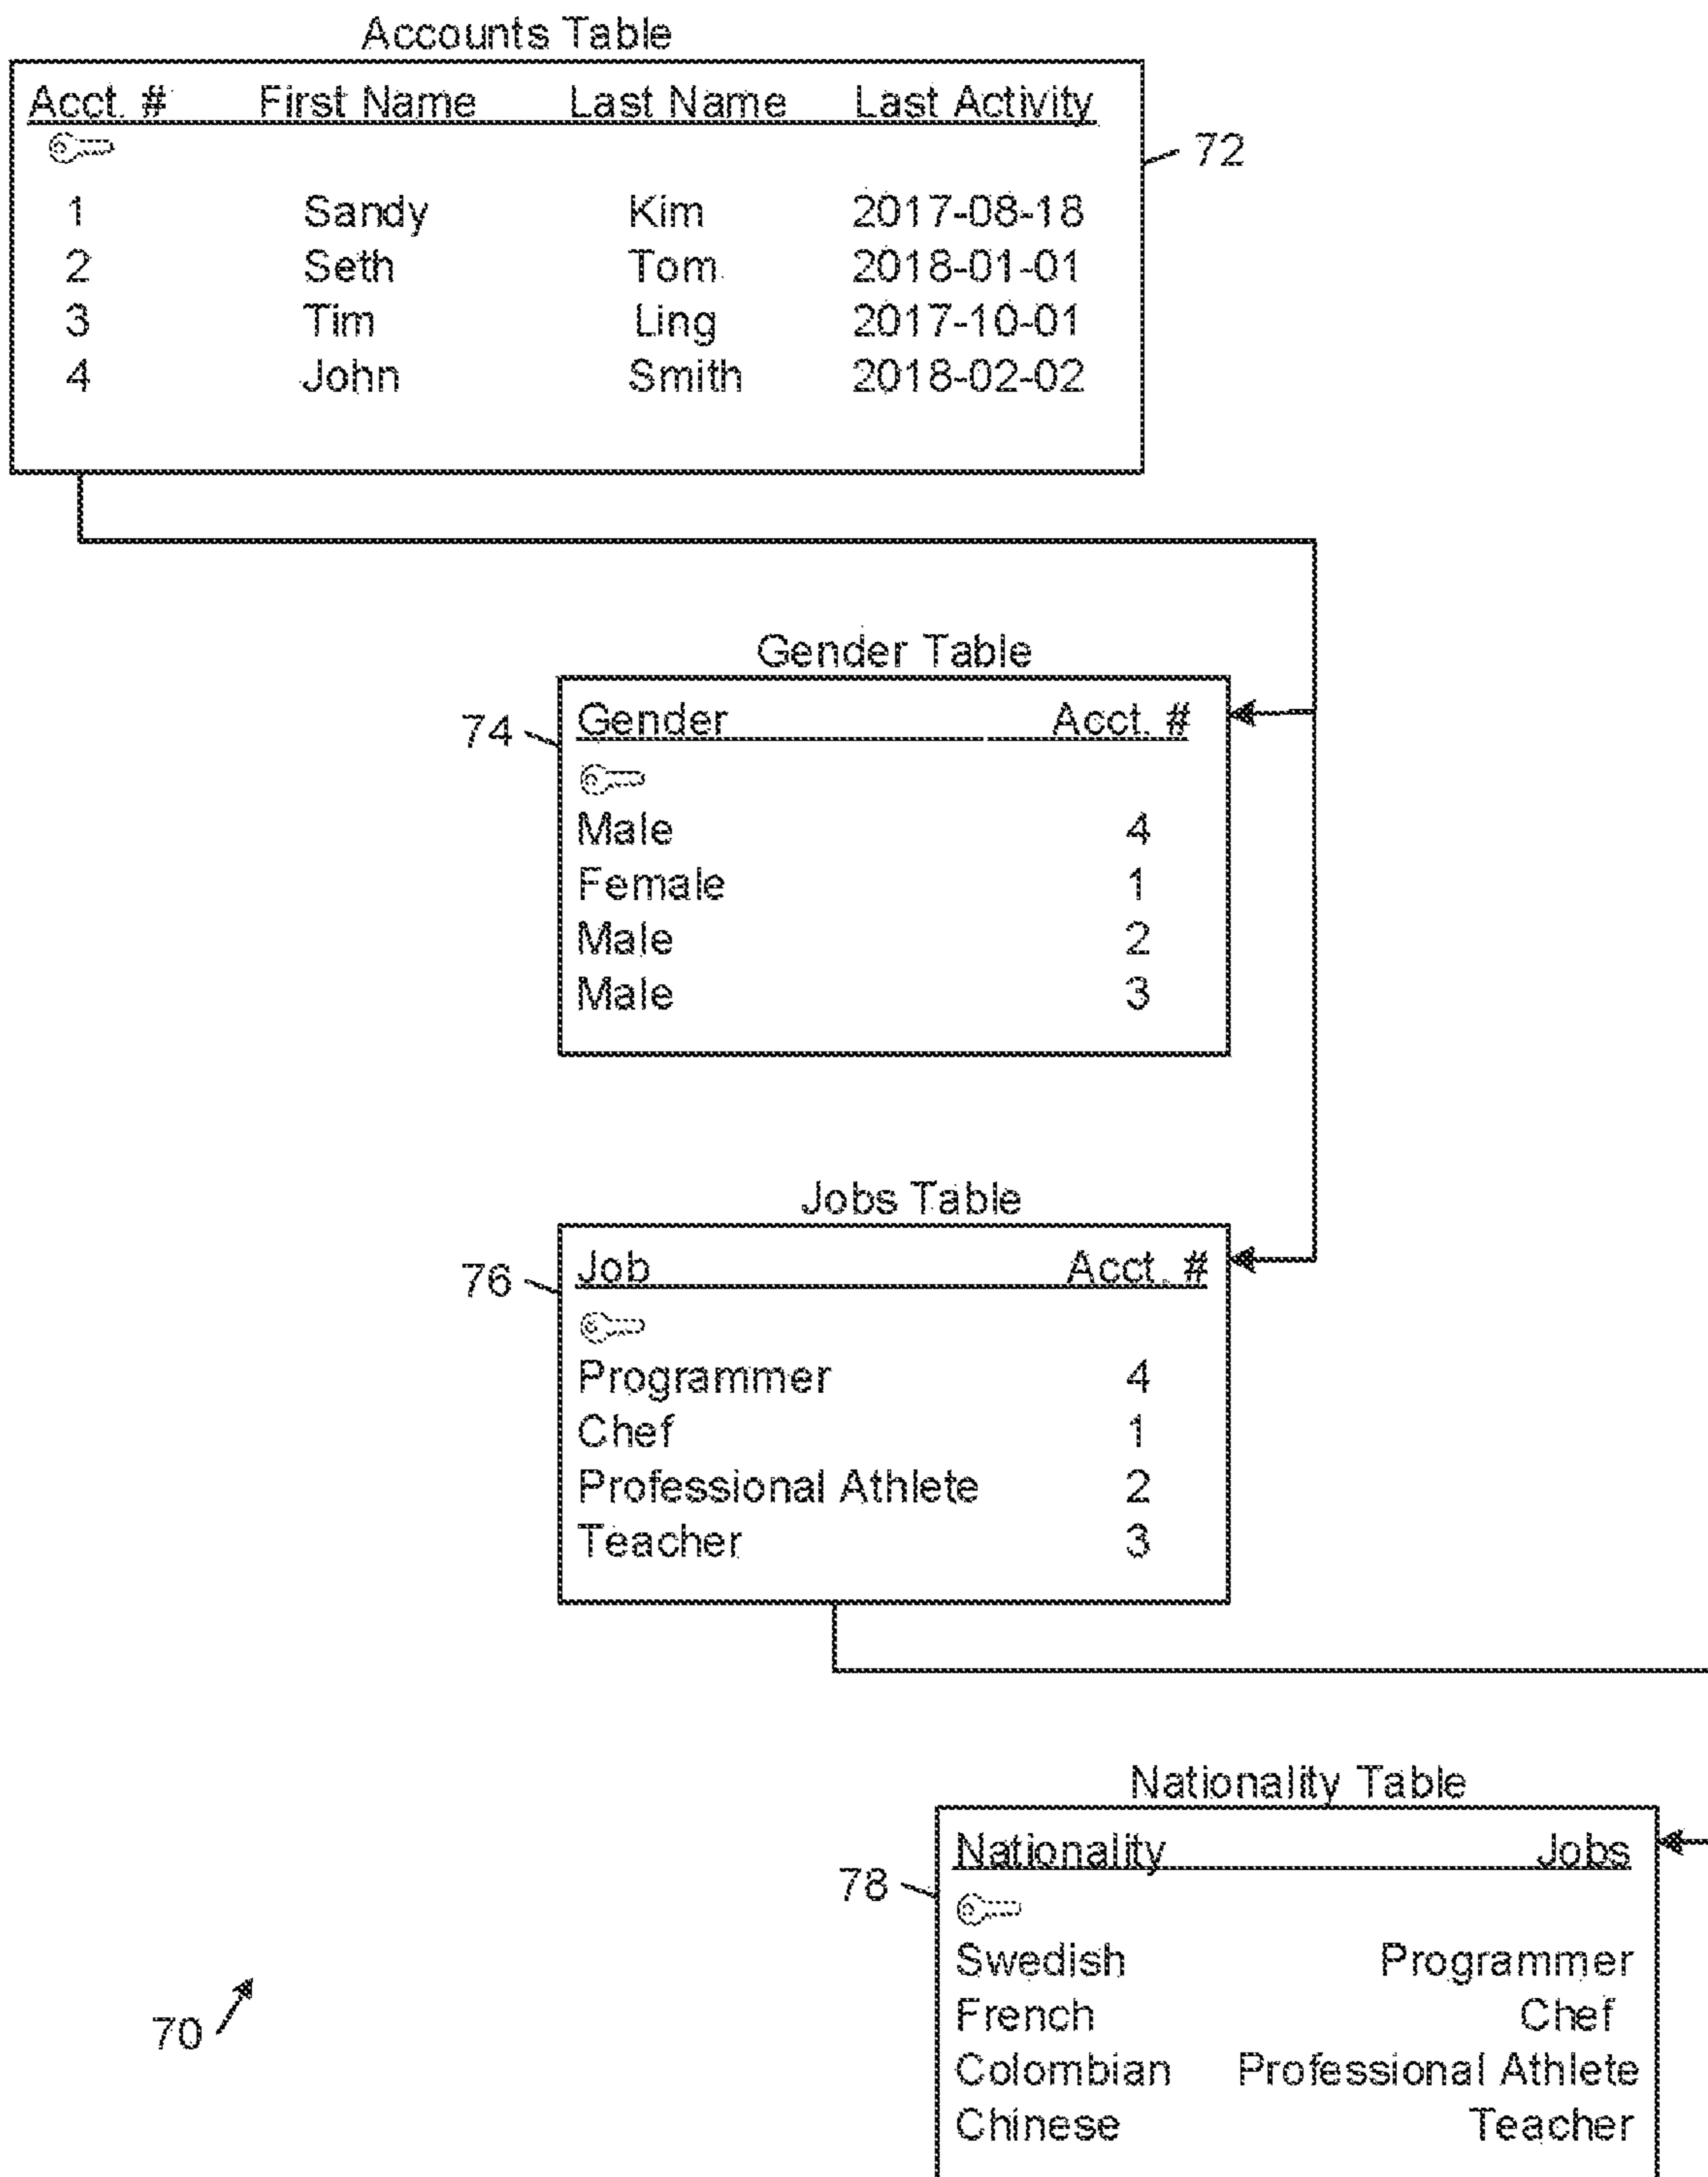 Accounts Table
Acct. # First Name Last Name Last Activity
72
1 Sandy Kim 2017-08-18
2 Seth Tom 2018-01-01
3 Tim Ling 2017-10-01
4 John Smith 2018-02-02
Gender Table
74 Gender Acct. #
Male 4
Female 1
Male 2
Male 3
Jobs Table
76 Job Acct. #
Programmer 4
Chef 1
Professional Athlete 2
Teacher 3
Nationality Table
78 Nationality Jobs
Swedish Programmer
French Chef
Colombian Professional Athlete
Chinese Teacher
70